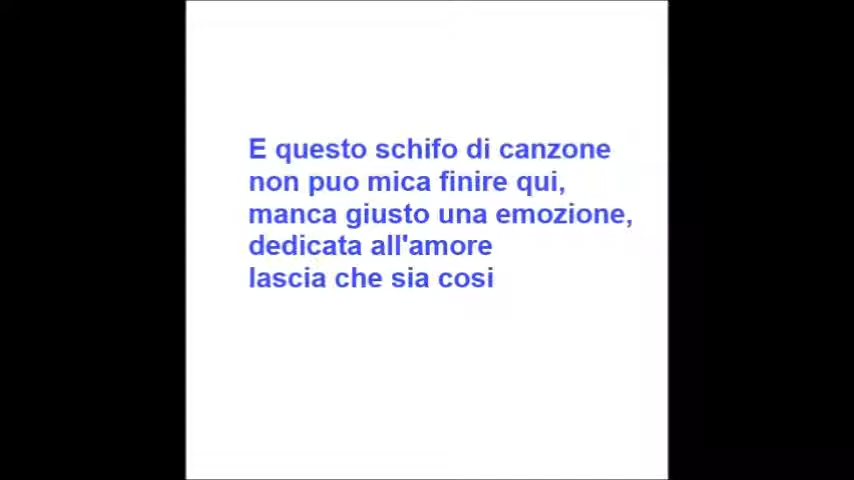 E questo schifo di canzone
non puo mica finire qui,
manca giusto una emozione,
dedicata all'amore
lascia che sia cosi